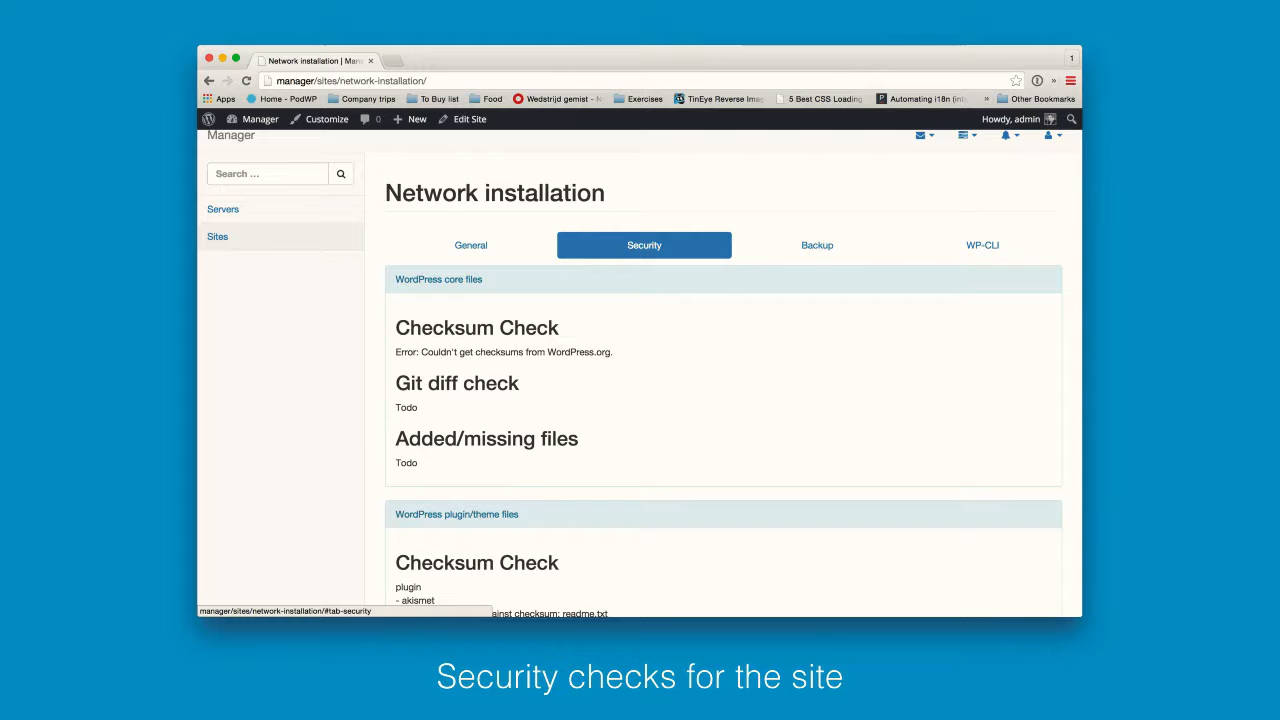 Network installation | Mana
1
manager/sites/network-installation/
Apps
Home - PodWP
Company trips
To Buy list
Food
Wedstrijd gemist - N
Exercises
TinEye Reverse Imag
5 Best CSS Loading
Automating i18n (int
»
Other Bookmarks
Manager
Customize
0
New
Edit Site
Howdy, admin
Manager
Search ...
Servers
Sites
Network installation
General
Security
Backup
WP-CLI
WordPress core files
Checksum Check
Error: Couldn't get checksums from WordPress.org.
Git diff check
Todo
Added/missing files
Todo
WordPress plugin/theme files
Checksum Check
plugin
- akismet
ainst checksum: readme.txt
manager/sites/network-installation/#tab-security
Security checks for the site